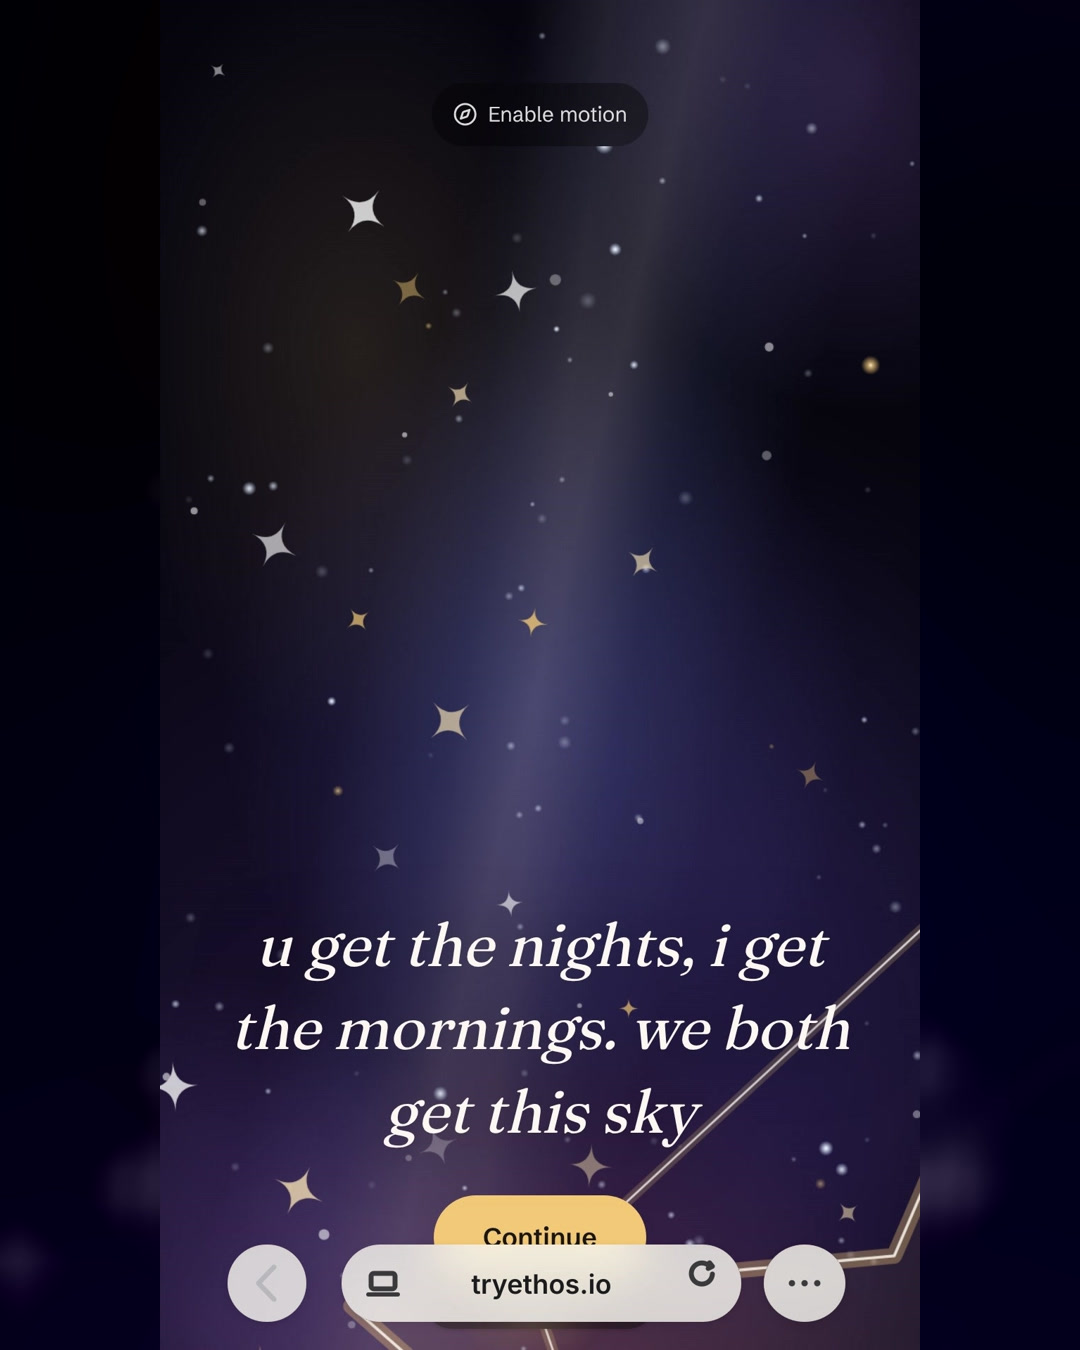 Enable motion
u get the nights, i get
the mornings. we both
get this sky
Continue
tryethos.io